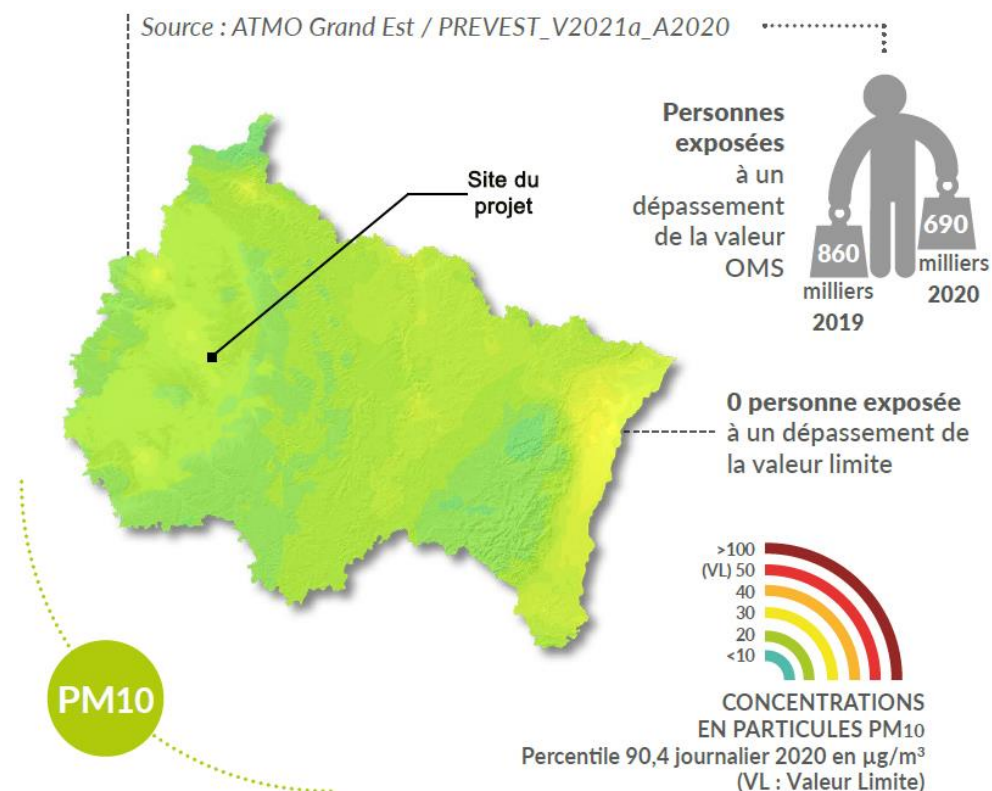 Source : ATMO Grand Est / PREVEST_V2021a_A2020
Personnes
exposées
à un
dépassement
de la valeur
OMS
860
milliers
2019
690
milliers
2020
Site du
projet
0 personne exposée
à un dépassement de
la valeur limite
>100
(VL) 50
40
30
20
<10
CONCENTRATIONS
EN PARTICULES PM10
Percentile 90,4 journalier 2020 en µg/m³
(VL : Valeur Limite)
PM10